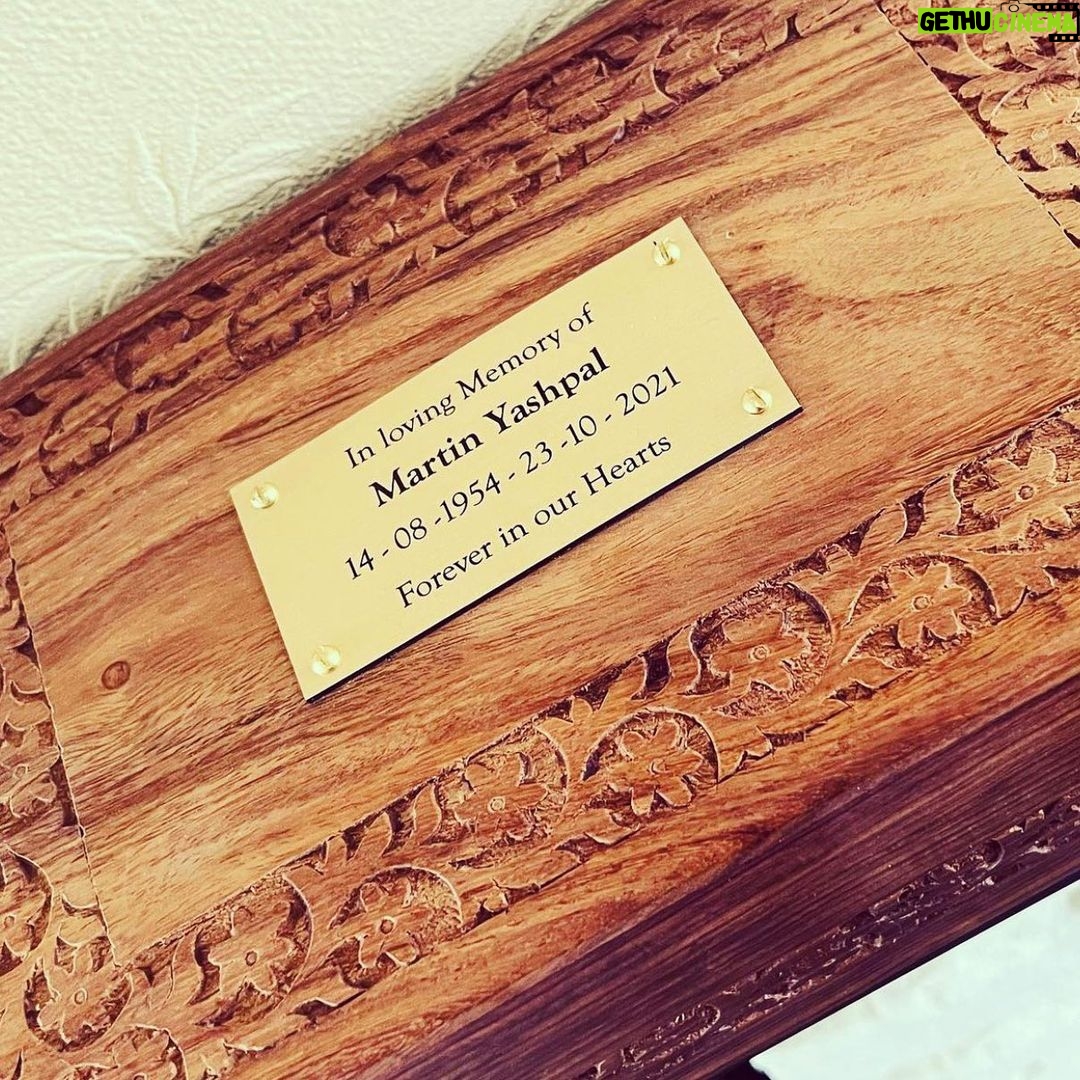 GETHU CINEMA
In loving Memory of
Martin Yashpal
14 - 08 -1954 - 23 -10 - 2021
Forever in our Hearts